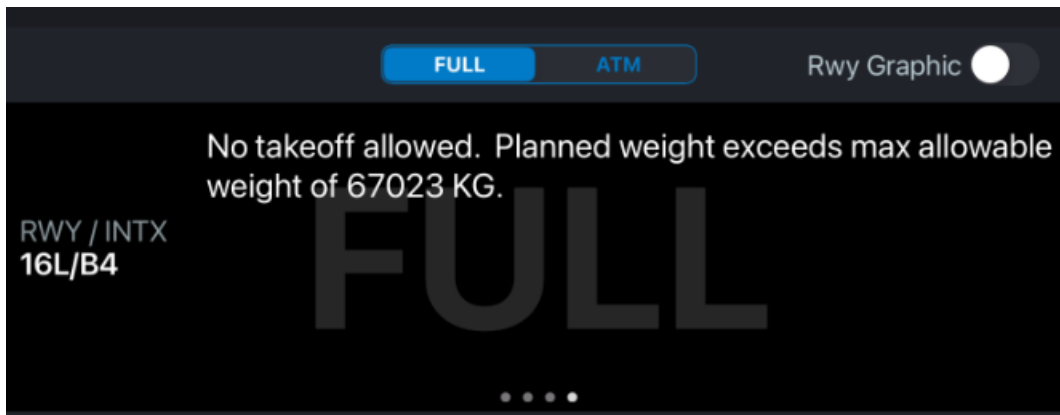 FULL ATM Rwy Graphic
No takeoff allowed.  Planned weight exceeds max allowable
weight of 67023 KG.
FULL
RWY / INTX
16L/B4